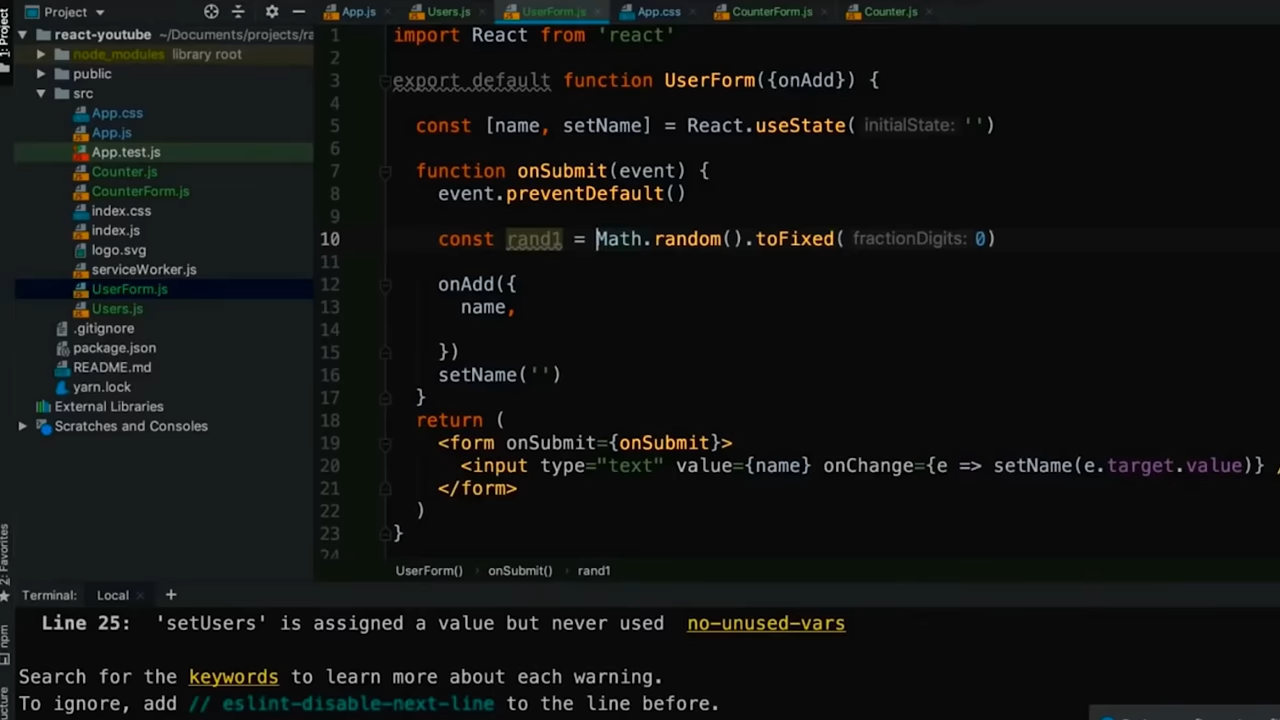 Project
App.js
Users.js
UserForm.js
App.css
CounterForm.js
Counter.js
1: Project
react-youtube ~/Documents/projects/ra
node_modules library root
public
src
App.css
App.js
App.test.js
Counter.js
CounterForm.js
index.css
index.js
logo.svg
serviceWorker.js
UserForm.js
Users.js
.gitignore
package.json
README.md
yarn.lock
External Libraries
Scratches and Consoles
1 import React from 'react'
2
3 export default function UserForm({onAdd}) {
4
5 const [name, setName] = React.useState( initialState: '')
6
7 function onSubmit(event) {
8 event.preventDefault()
9
10 const rand1 = Math.random().toFixed( fractionDigits: 0)
11
12 onAdd({
13 name,
14
15 })
16 setName('')
17 }
18 return (
19 <form onSubmit={onSubmit}>
20 <input type="text" value={name} onChange={e => setName(e.target.value)} /
21 </form>
22 )
23 }
24
UserForm() onSubmit() rand1
2: Favorites
npm
Terminal: Local +
Line 25: 'setUsers' is assigned a value but never used no-unused-vars
Search for the keywords to learn more about each warning.
To ignore, add // eslint-disable-next-line to the line before.